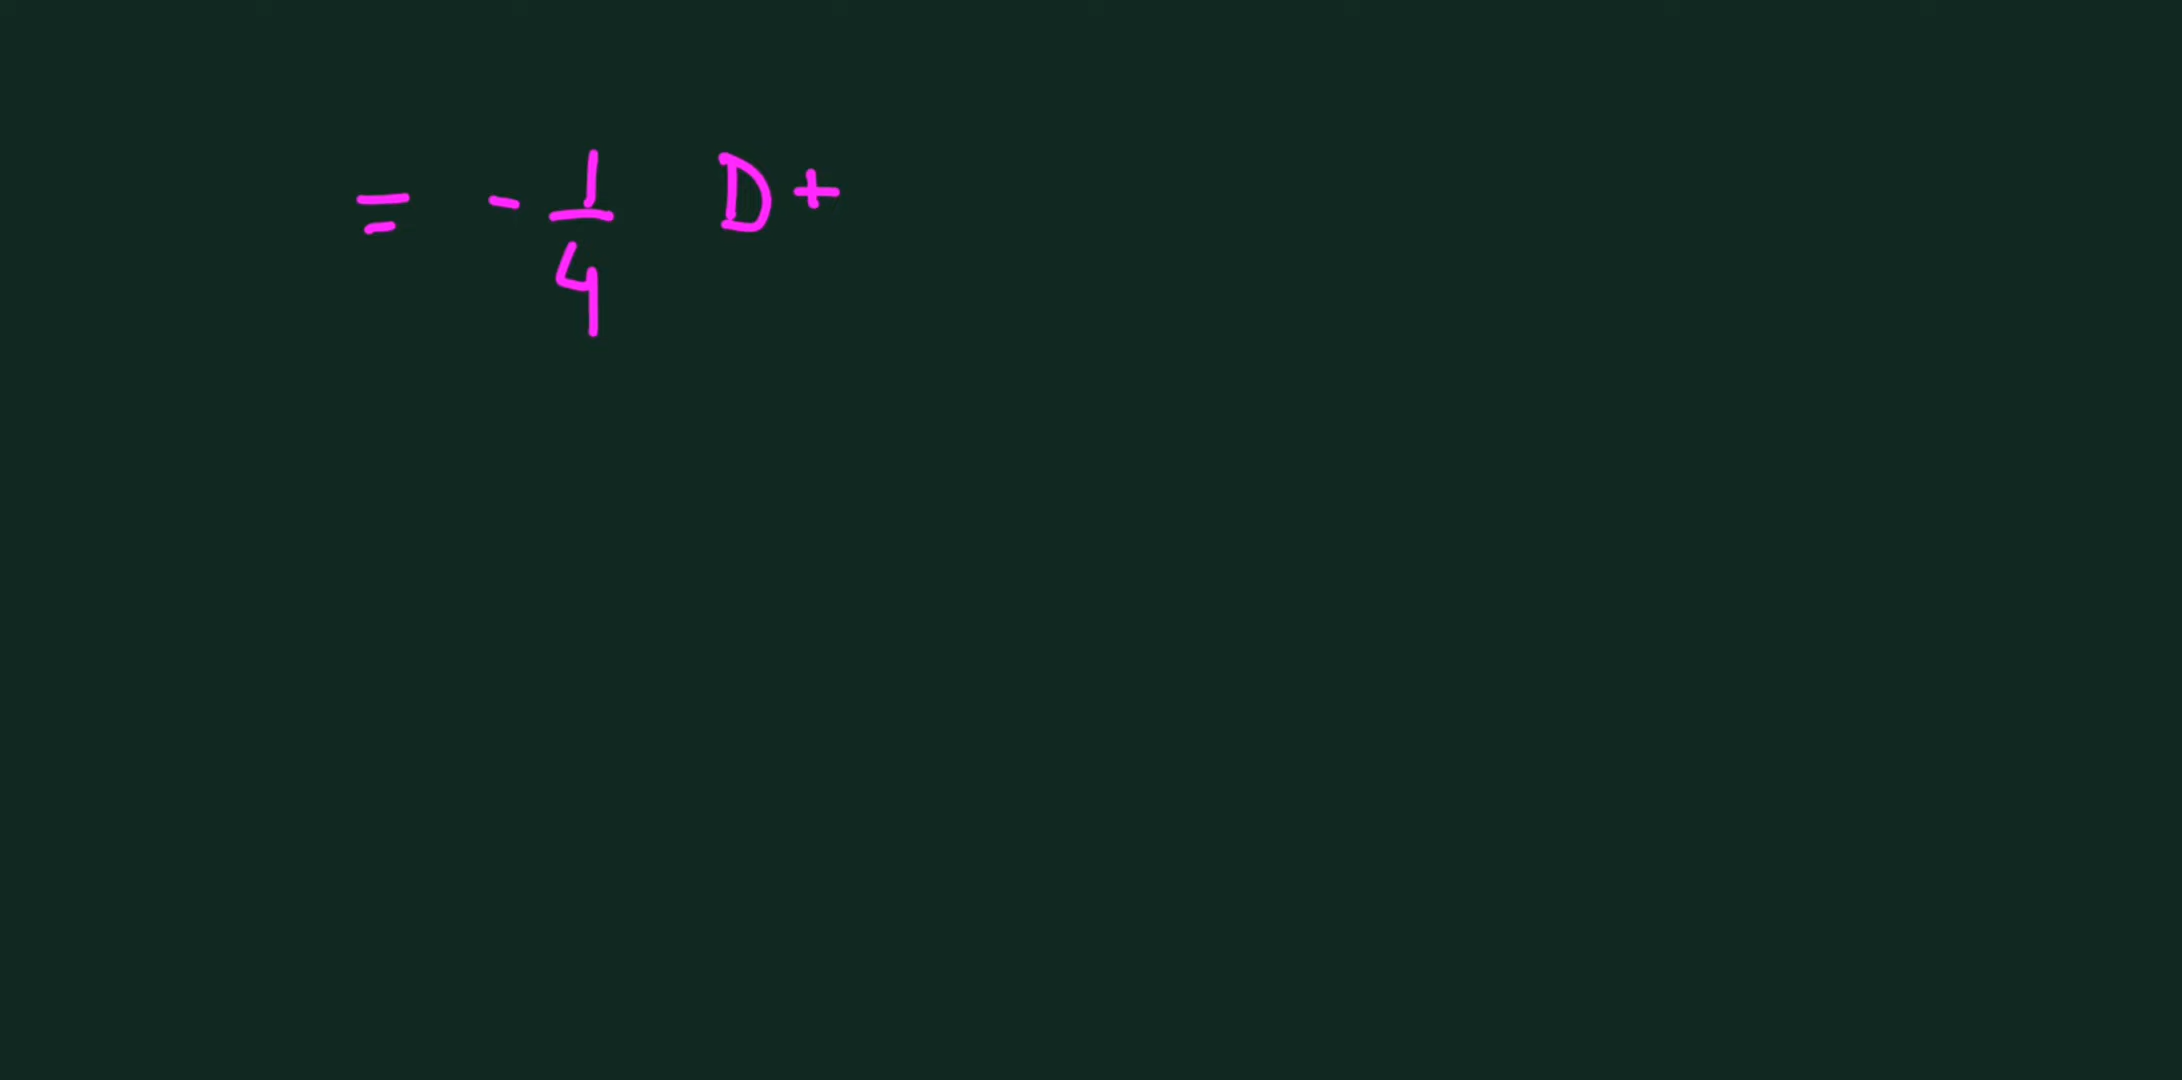 = - 1/4 D+